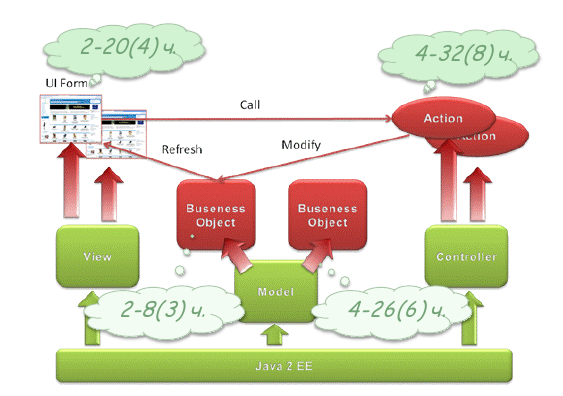 2-20(4) ч.
4-32(8) ч.
UI Form
Call
Action
Action
Refresh
Modify
Buseness
Object
Buseness
Object
View
Model
Controller
2-8(3) ч.
4-26(6) ч.
Java 2 EE